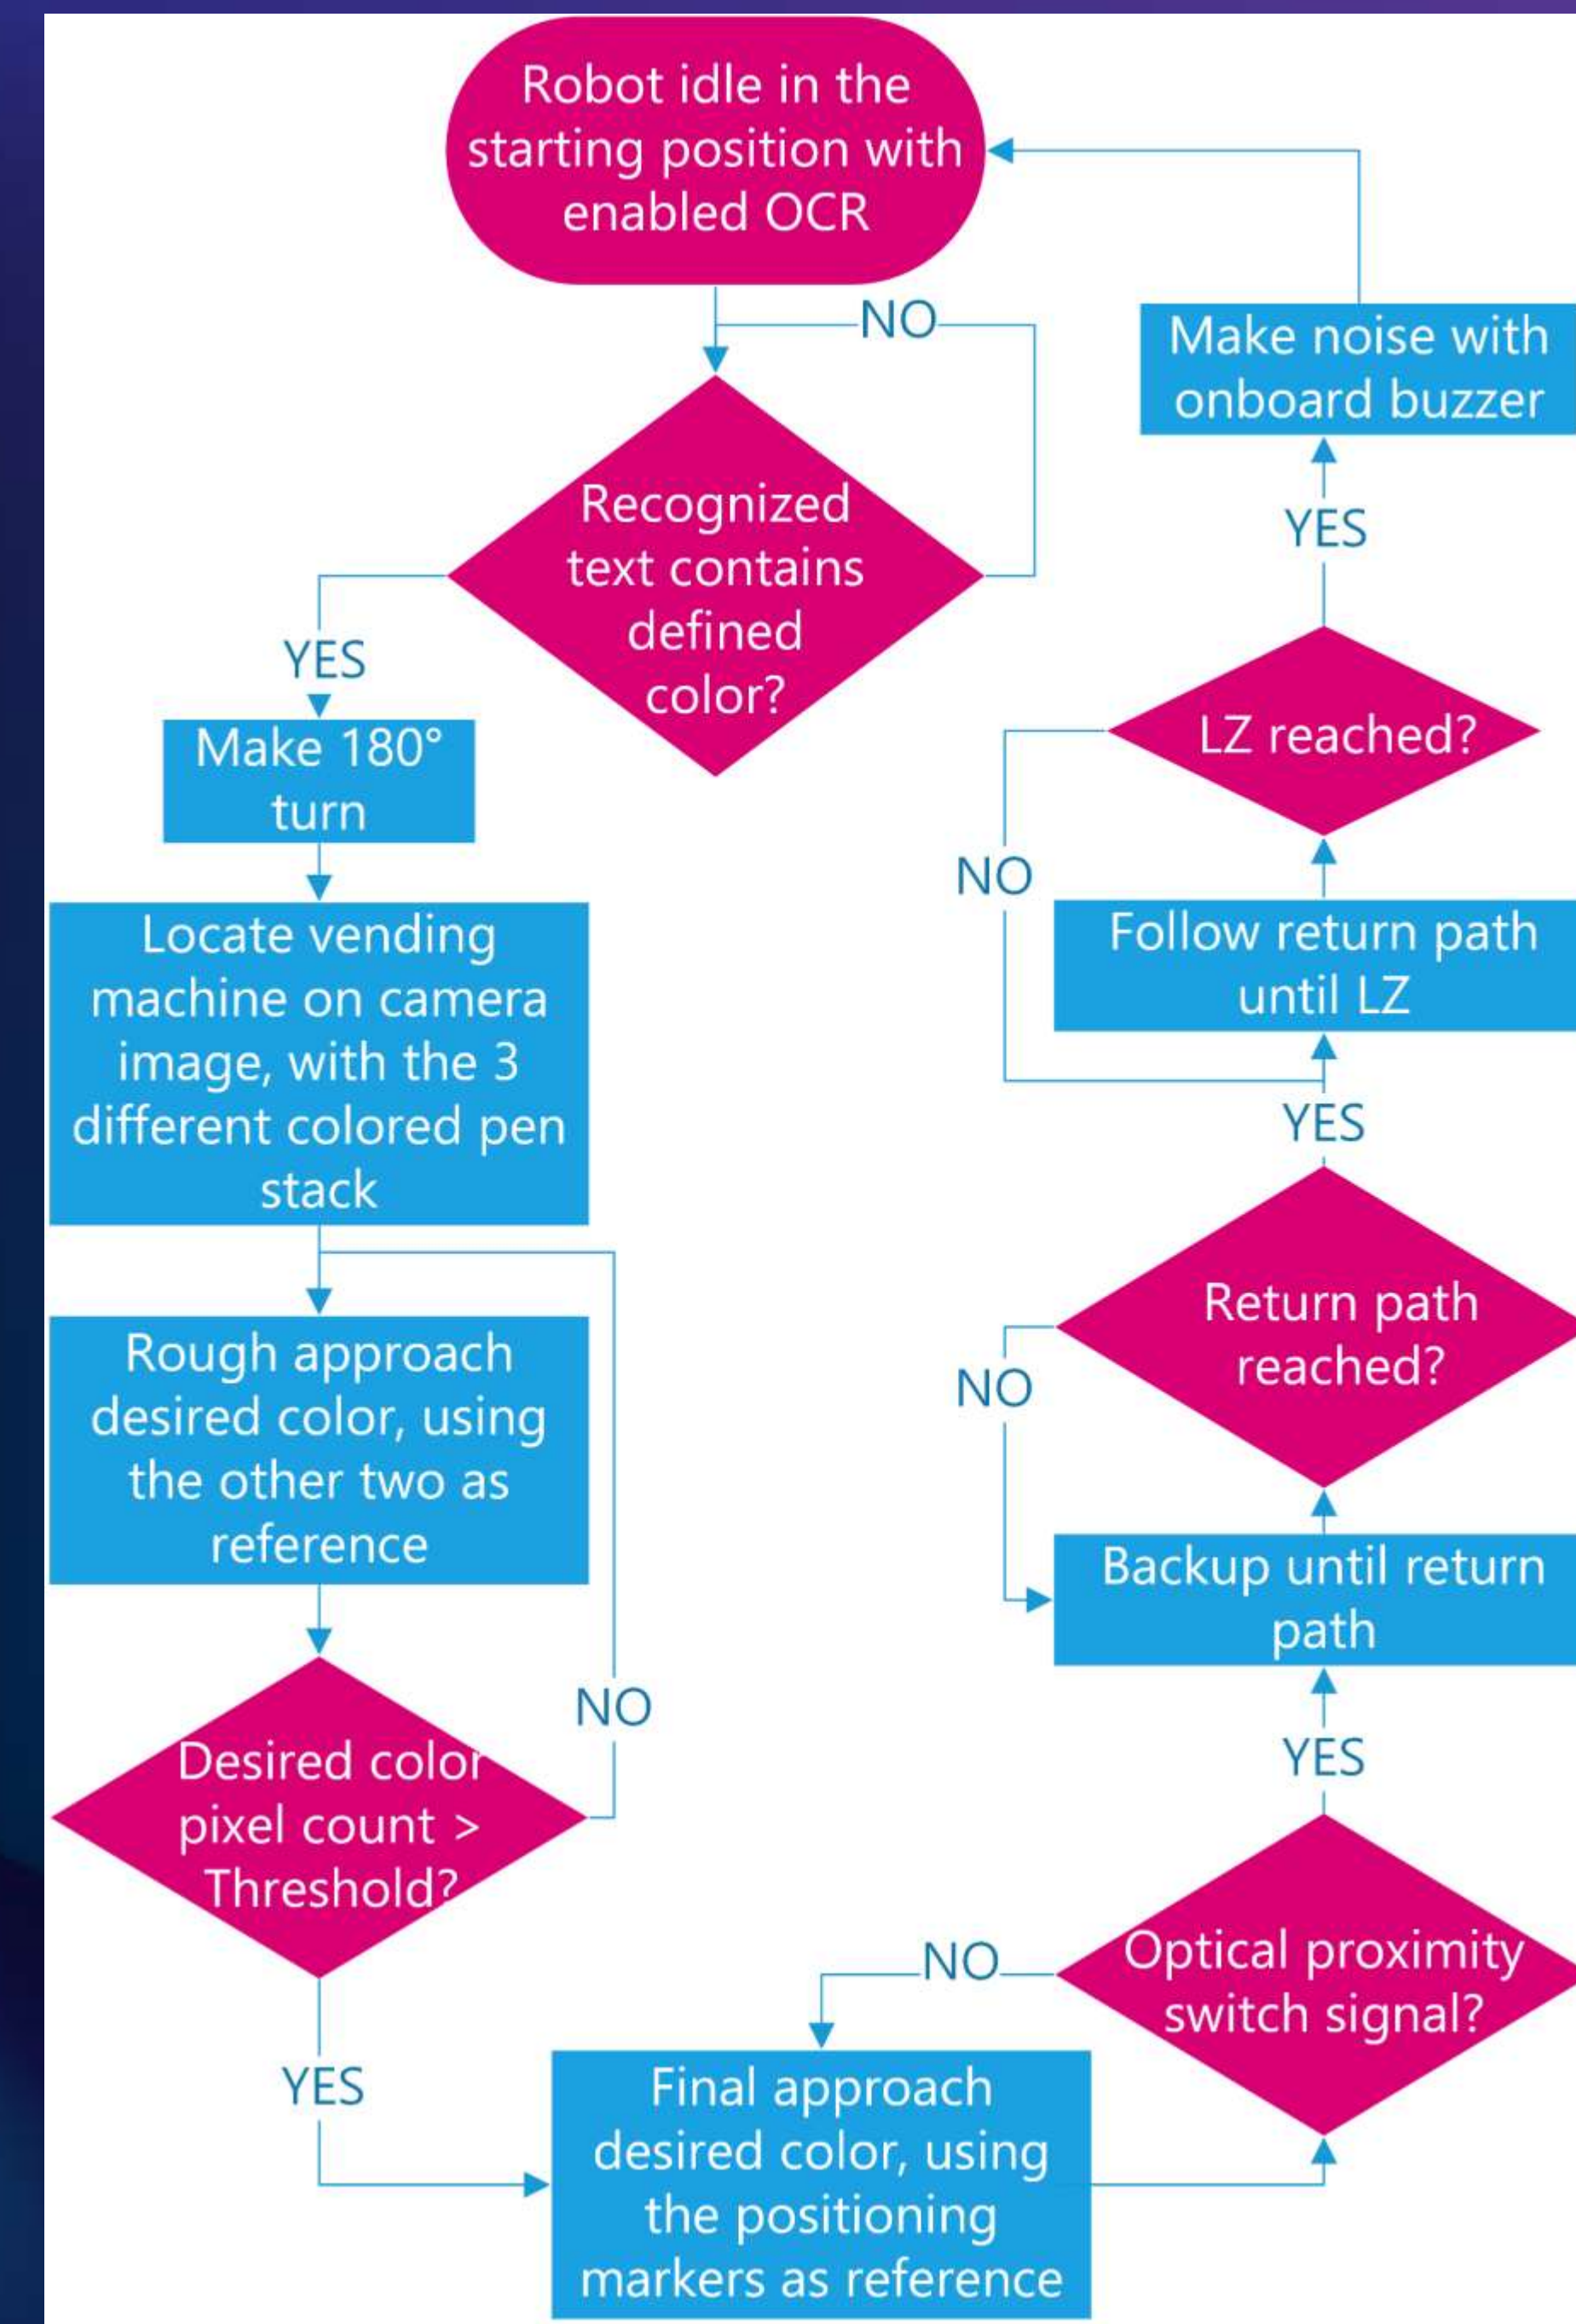 Robot idle in the
starting position with
enabled OCR
NO
Recognized
text contains
defined
color?
YES
Make 180°
turn
Locate vending
machine on camera
image, with the 3
different colored pen
stack
Rough approach
desired color, using
the other two as
reference
NO
Desired color
pixel count >
Threshold?
YES
Final approach
desired color, using
the positioning
markers as reference
NO
Optical proximity
switch signal?
YES
Backup until return
path
NO
Return path
reached?
YES
Follow return path
until LZ
NO
LZ reached?
YES
Make noise with
onboard buzzer